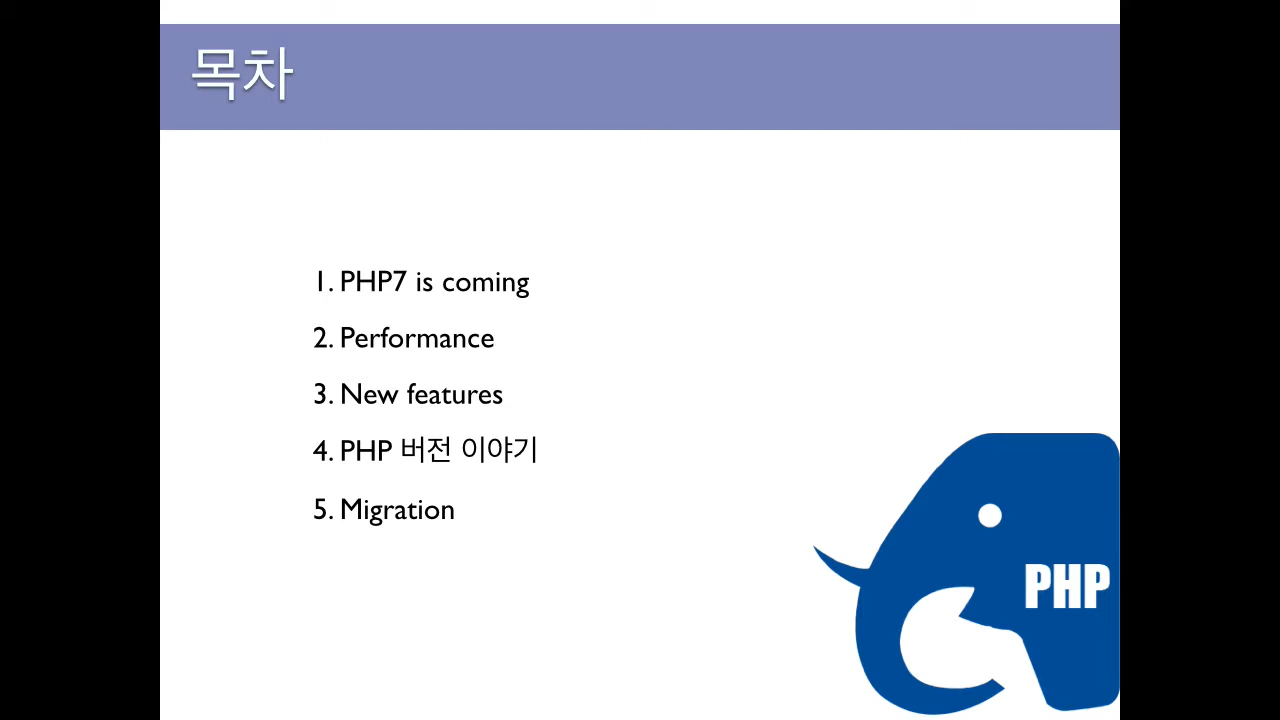 목차
1. PHP7 is coming
2. Performance
3. New features
4. PHP 버전 이야기
5. Migration
PHP